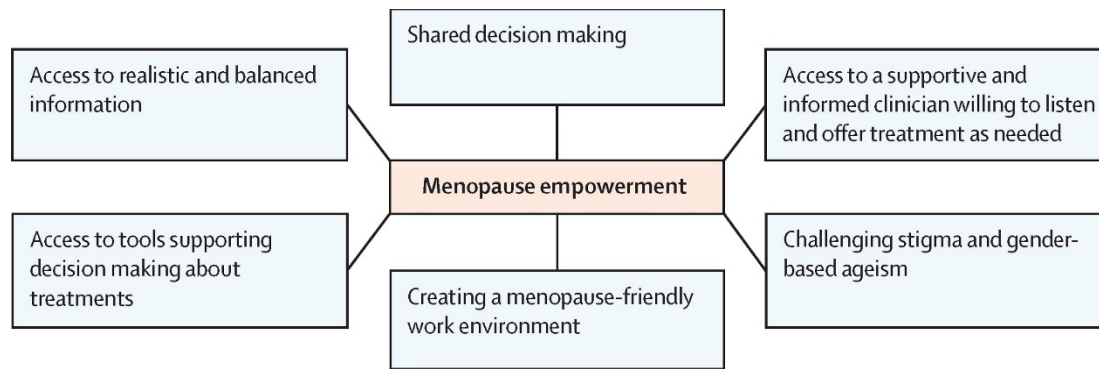 Shared decision making
Access to realistic and balanced
information
Access to a supportive and
informed clinician willing to listen
and offer treatment as needed
Menopause empowerment
Access to tools supporting
decision making about
treatments
Creating a menopause-friendly
work environment
Challenging stigma and gender-
based ageism